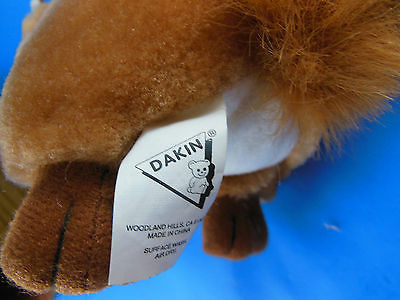 DAKIN ®
WOODLAND HILLS, CA
MADE IN CHINA
SURFACE WASH
AIR DRY